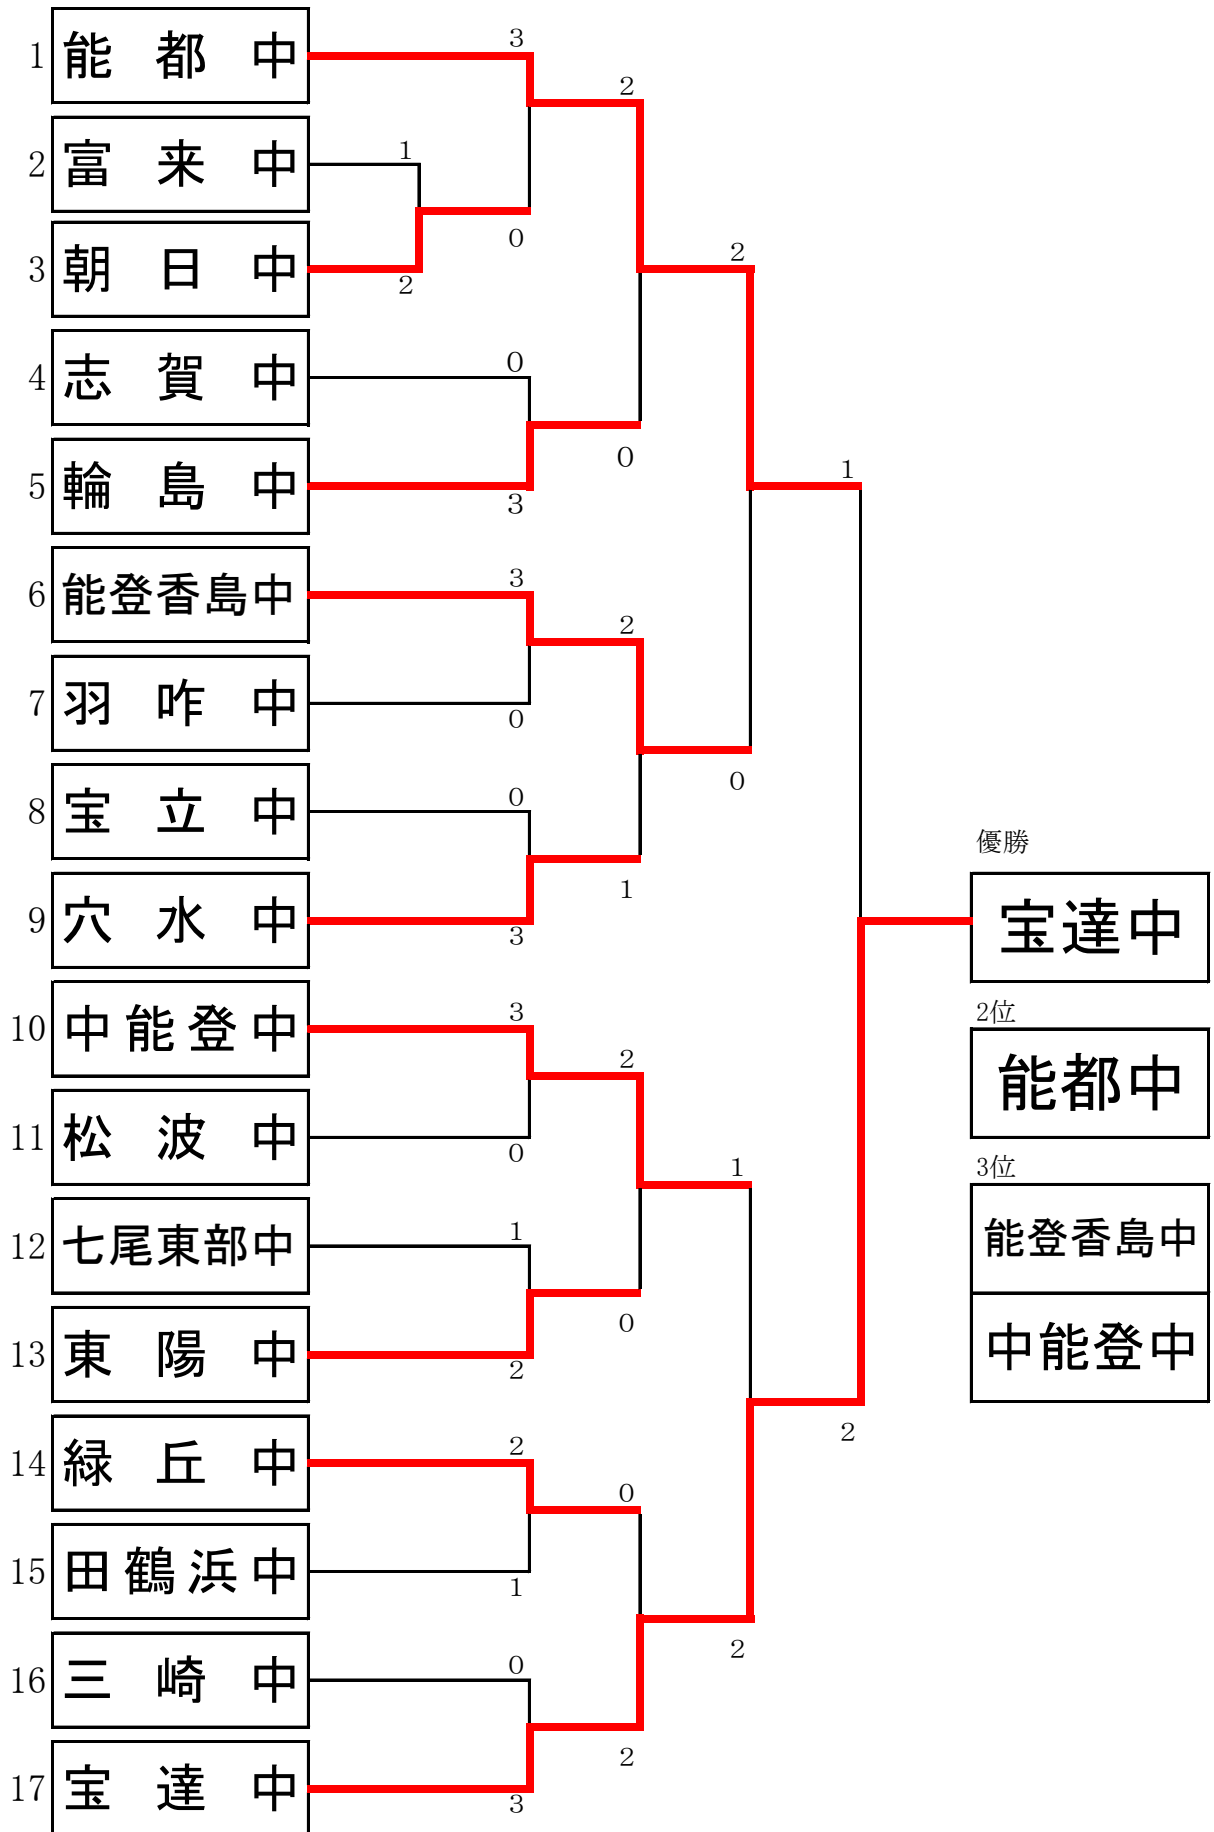 1 能都中
3
2
2 富来中
1
3 朝日中
2
0
2
4 志賀中
0
0
5 輪島中
3
1
6 能登香島中
3
2
7 羽咋中
0
0
8 宝立中
0
1
9 穴水中
3
10 中能登中
3
2
11 松波中
0
1
12 七尾東部中
1
0
13 東陽中
2
2
14 緑丘中
2
0
15 田鶴浜中
1
2
16 三崎中
0
2
17 宝達中
3
優勝
宝達中
2位
能都中
3位
能登香島中
中能登中